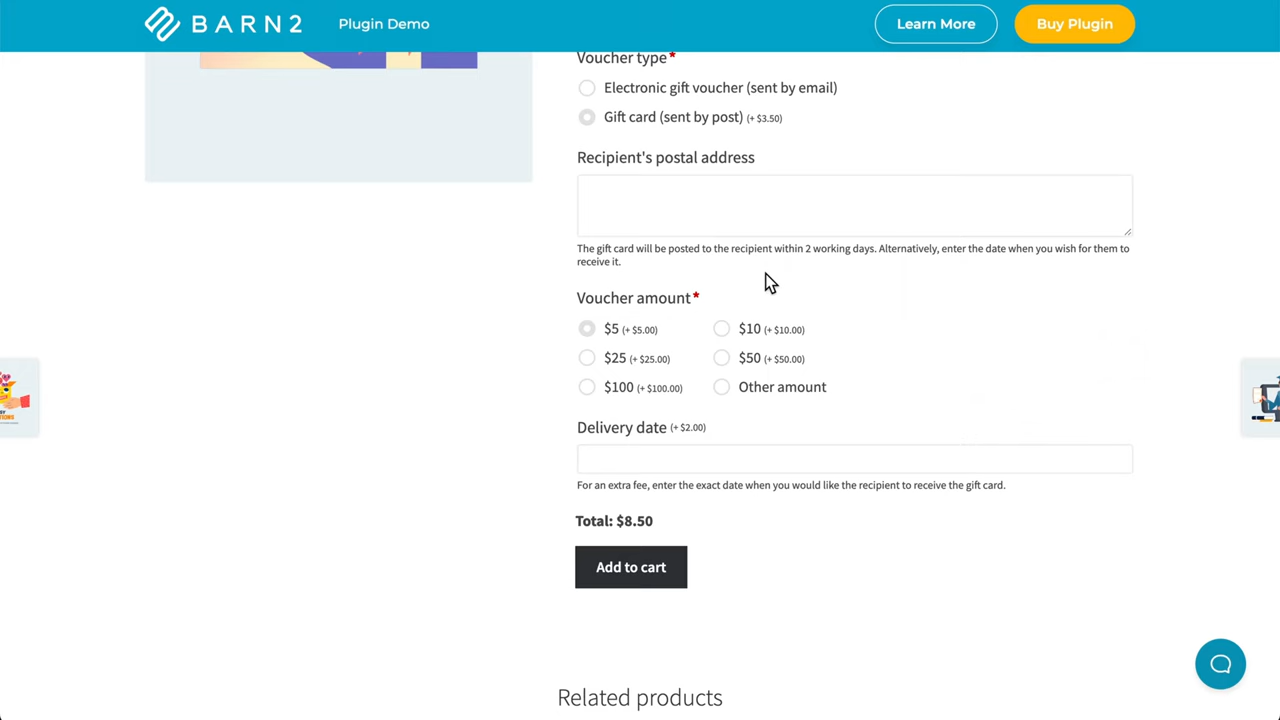 BARN2
Plugin Demo
Learn More
Buy Plugin
Voucher type*
Electronic gift voucher (sent by email)
Gift card (sent by post) (+ $3.50)
Recipient's postal address
The gift card will be posted to the recipient within 2 working days. Alternatively, enter the date when you wish for them to
receive it.
Voucher amount*
$5 (+ $5.00)
$10 (+ $10.00)
$25 (+ $25.00)
$50 (+ $50.00)
$100 (+ $100.00)
Other amount
Delivery date (+ $2.00)
For an extra fee, enter the exact date when you would like the recipient to receive the gift card.
Total: $8.50
Add to cart
Related products